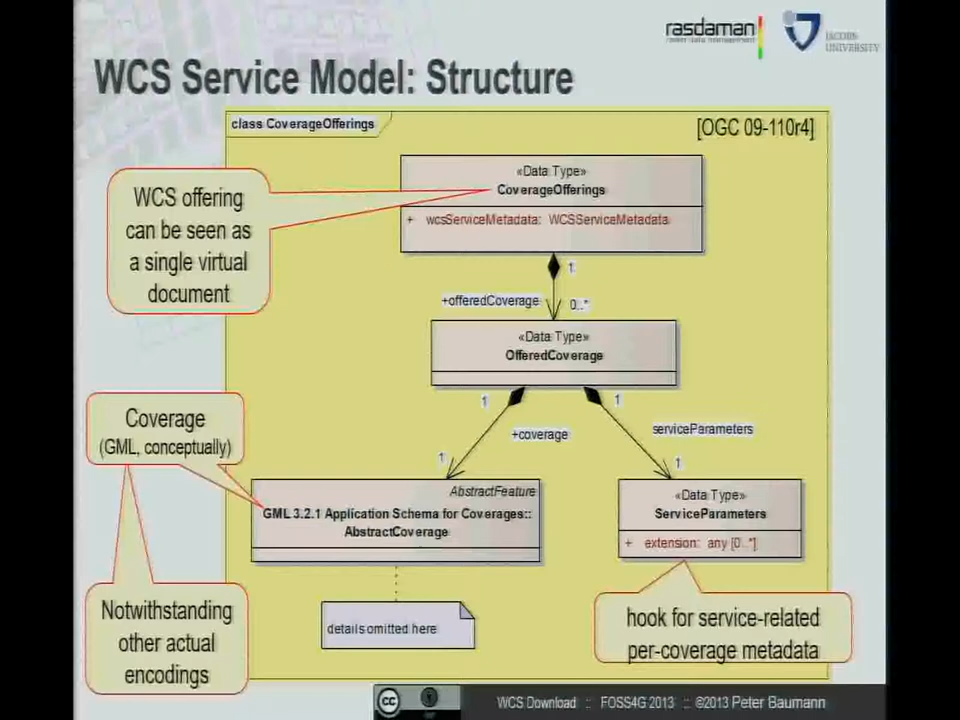 rasdaman
raster data management
JACOBS
UNIVERSITY
WCS Service Model: Structure
class CoverageOfferings
[OGC 09-110r4]
«Data Type»
CoverageOfferings
+ wcsServiceMetadata: WCSServiceMetadata
WCS offering
can be seen as
a single virtual
document
1
+offeredCoverage
0..*
«Data Type»
OfferedCoverage
1
1
+coverage
serviceParameters
1
1
Coverage
(GML, conceptually)
AbstractFeature
GML 3.2.1 Application Schema for Coverages::
AbstractCoverage
«Data Type»
ServiceParameters
+ extension: any [0..*]
Notwithstanding
other actual
encodings
details omitted here
hook for service-related
per-coverage metadata
cc
WCS Download :: FOSS4G 2013 :: ©2013 Peter Baumann